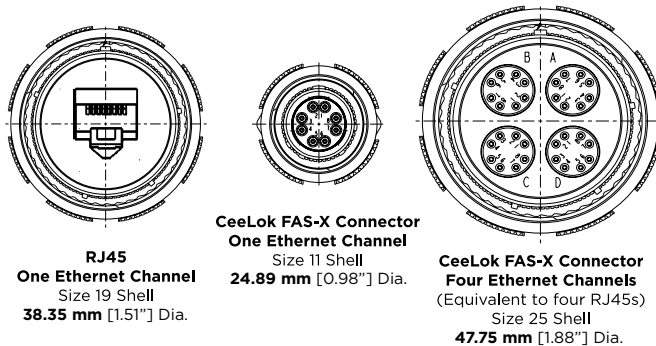 B A
C D
RJ45
One Ethernet Channel
Size 19 Shell
38.35 mm [1.51”] Dia.
CeeLok FAS-X Connector
One Ethernet Channel
Size 11 Shell
24.89 mm [0.98”] Dia.
CeeLok FAS-X Connector
Four Ethernet Channels
(Equivalent to four RJ45s)
Size 25 Shell
47.75 mm [1.88”] Dia.